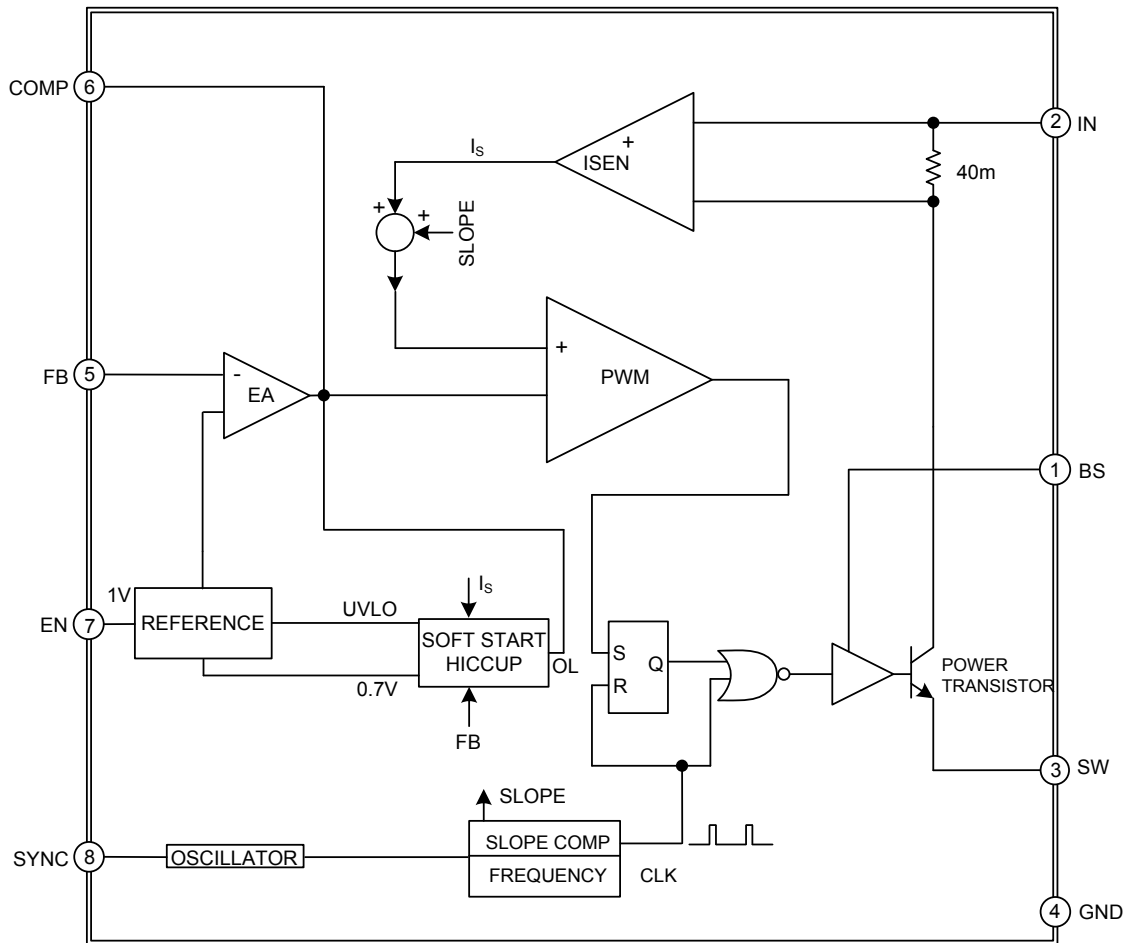 COMP 6
2 IN
+
ISEN
I_S
40m
+ +
SLOPE
FB 5
-
EA
+
PWM
1 BS
1V
EN 7
REFERENCE
UVLO
0.7V
I_S
SOFT START
HICCUP
OL
FB
S
R
Q
POWER
TRANSISTOR
3 SW
SLOPE
SYNC 8
OSCILLATOR
SLOPE COMP
FREQUENCY
CLK
4 GND